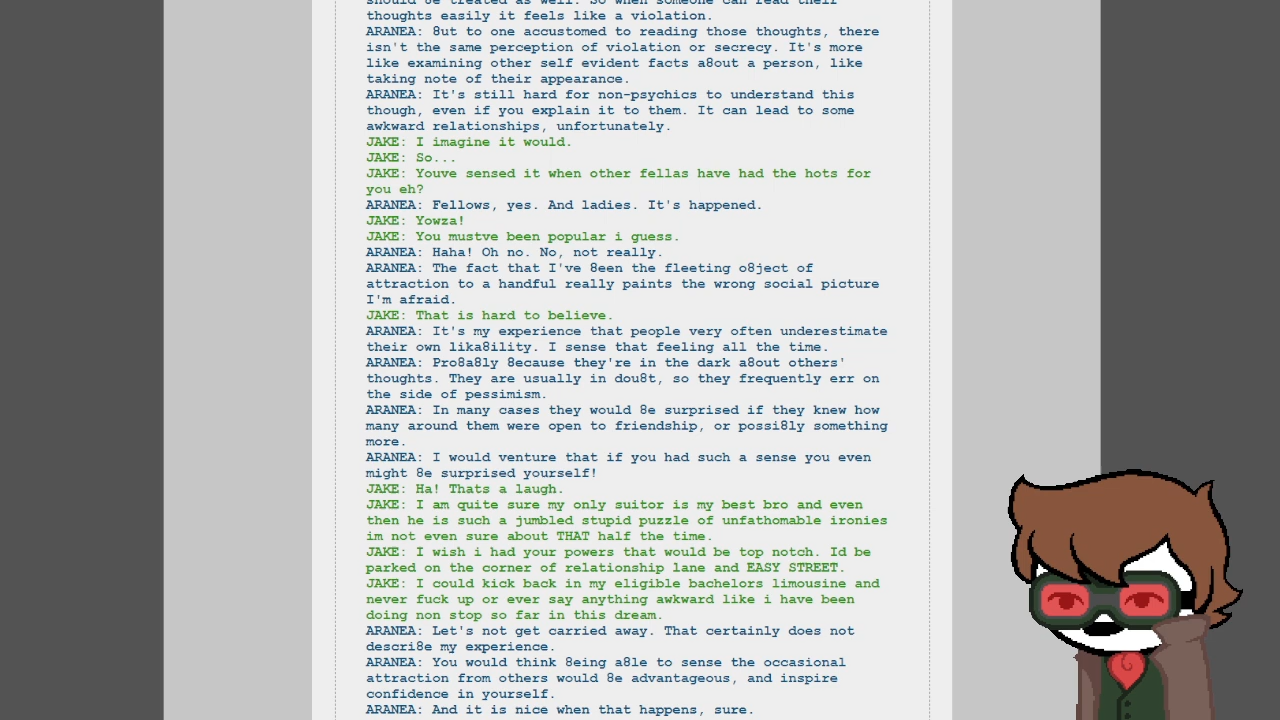 should 8e treated as well. So when someone can read their
thoughts easily it feels like a violation.
ARANEA: 8ut to one accustomed to reading those thoughts, there
isn't the same perception of violation or secrecy. It's more
like examining other self evident facts a8out a person, like
taking note of their appearance.
ARANEA: It's still hard for non-psychics to understand this
though, even if you explain it to them. It can lead to some
awkward relationships, unfortunately.
JAKE: I imagine it would.
JAKE: So...
JAKE: Youve sensed it when other fellas have had the hots for
you eh?
ARANEA: Fellows, yes. And ladies. It's happened.
JAKE: Yowza!
JAKE: You mustve been popular i guess.
ARANEA: Haha! Oh no. No, not really.
ARANEA: The fact that I've 8een the fleeting o8ject of
attraction to a handful really paints the wrong social picture
I'm afraid.
JAKE: That is hard to believe.
ARANEA: It's my experience that people very often underestimate
their own lika8ility. I sense that feeling all the time.
ARANEA: Pro8a8ly 8ecause they're in the dark a8out others'
thoughts. They are usually in dou8t, so they frequently err on
the side of pessimism.
ARANEA: In many cases they would 8e surprised if they knew how
many around them were open to friendship, or possi8ly something
more.
ARANEA: I would venture that if you had such a sense you even
might 8e surprised yourself!
JAKE: Ha! Thats a laugh.
JAKE: I am quite sure my only suitor is my best bro and even
then he is such a jumbled stupid puzzle of unfathomable ironies
im not even sure about THAT half the time.
JAKE: I wish i had your powers that would be top notch. Id be
parked on the corner of relationship lane and EASY STREET.
JAKE: I could kick back in my eligible bachelors limousine and
never fuck up or ever say anything awkward like i have been
doing non stop so far in this dream.
ARANEA: Let's not get carried away. That certainly does not
descri8e my experience.
ARANEA: You would think 8eing a8le to sense the occasional
attraction from others would 8e advantageous, and inspire
confidence in yourself.
ARANEA: And it is nice when that happens, sure.